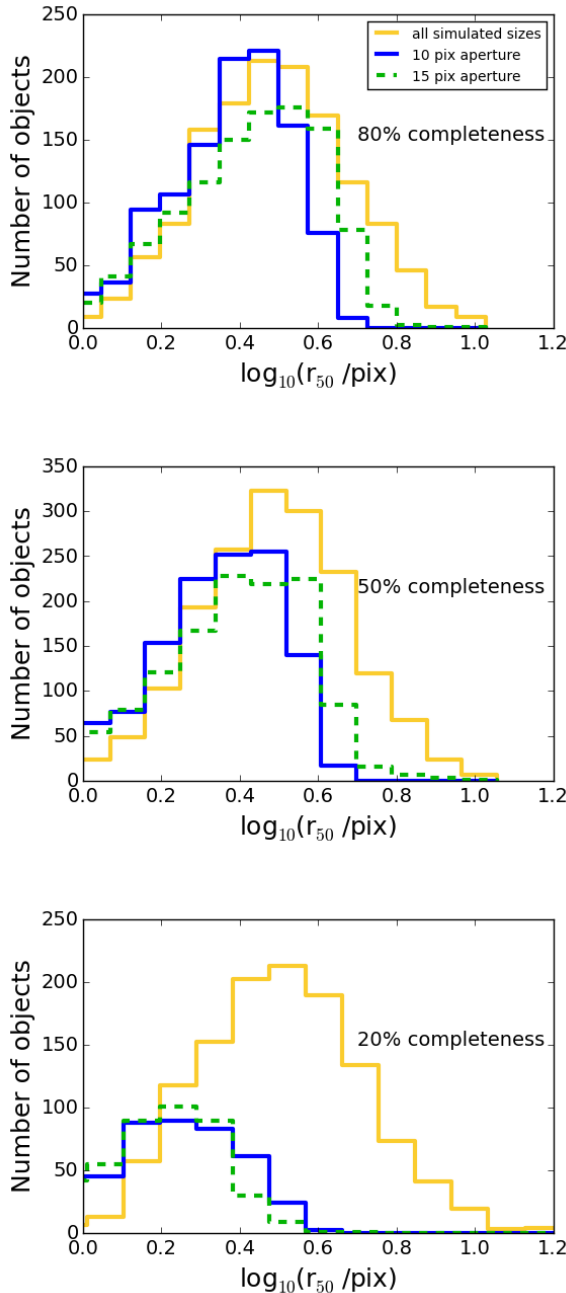 250
200
150
100
50
0
Number of objects
all simulated sizes
10 pix aperture
15 pix aperture
80% completeness
0.0 0.2 0.4 0.6 0.8 1.0 1.2
log₁₀(r₅₀ /pix)
350
300
250
200
150
100
50
0
Number of objects
50% completeness
0.0 0.2 0.4 0.6 0.8 1.0 1.2
log₁₀(r₅₀ /pix)
250
200
150
100
50
0
Number of objects
20% completeness
0.0 0.2 0.4 0.6 0.8 1.0 1.2
log₁₀(r₅₀ /pix)